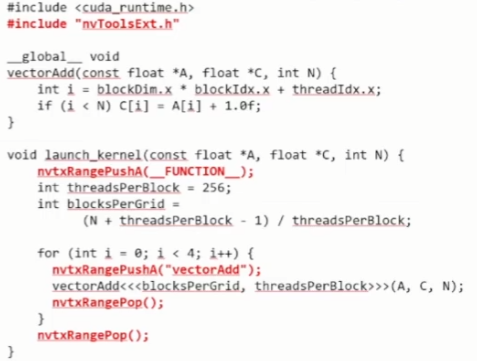 #include <cuda_runtime.h>
#include "nvToolsExt.h"
__global__ void
vectorAdd(const float *A, float *C, int N) {
int i = blockDim.x * blockIdx.x + threadIdx.x;
if (i < N) C[i] = A[i] + 1.0f;
}
void launch_kernel(const float *A, float *C, int N) {
nvtxRangePushA(__FUNCTION__);
int threadsPerBlock = 256;
int blocksPerGrid =
(N + threadsPerBlock - 1) / threadsPerBlock;
for (int i = 0; i < 4; i++) {
nvtxRangePushA("vectorAdd");
vectorAdd<<<blocksPerGrid, threadsPerBlock>>>(A, C, N);
nvtxRangePop();
}
nvtxRangePop();
}